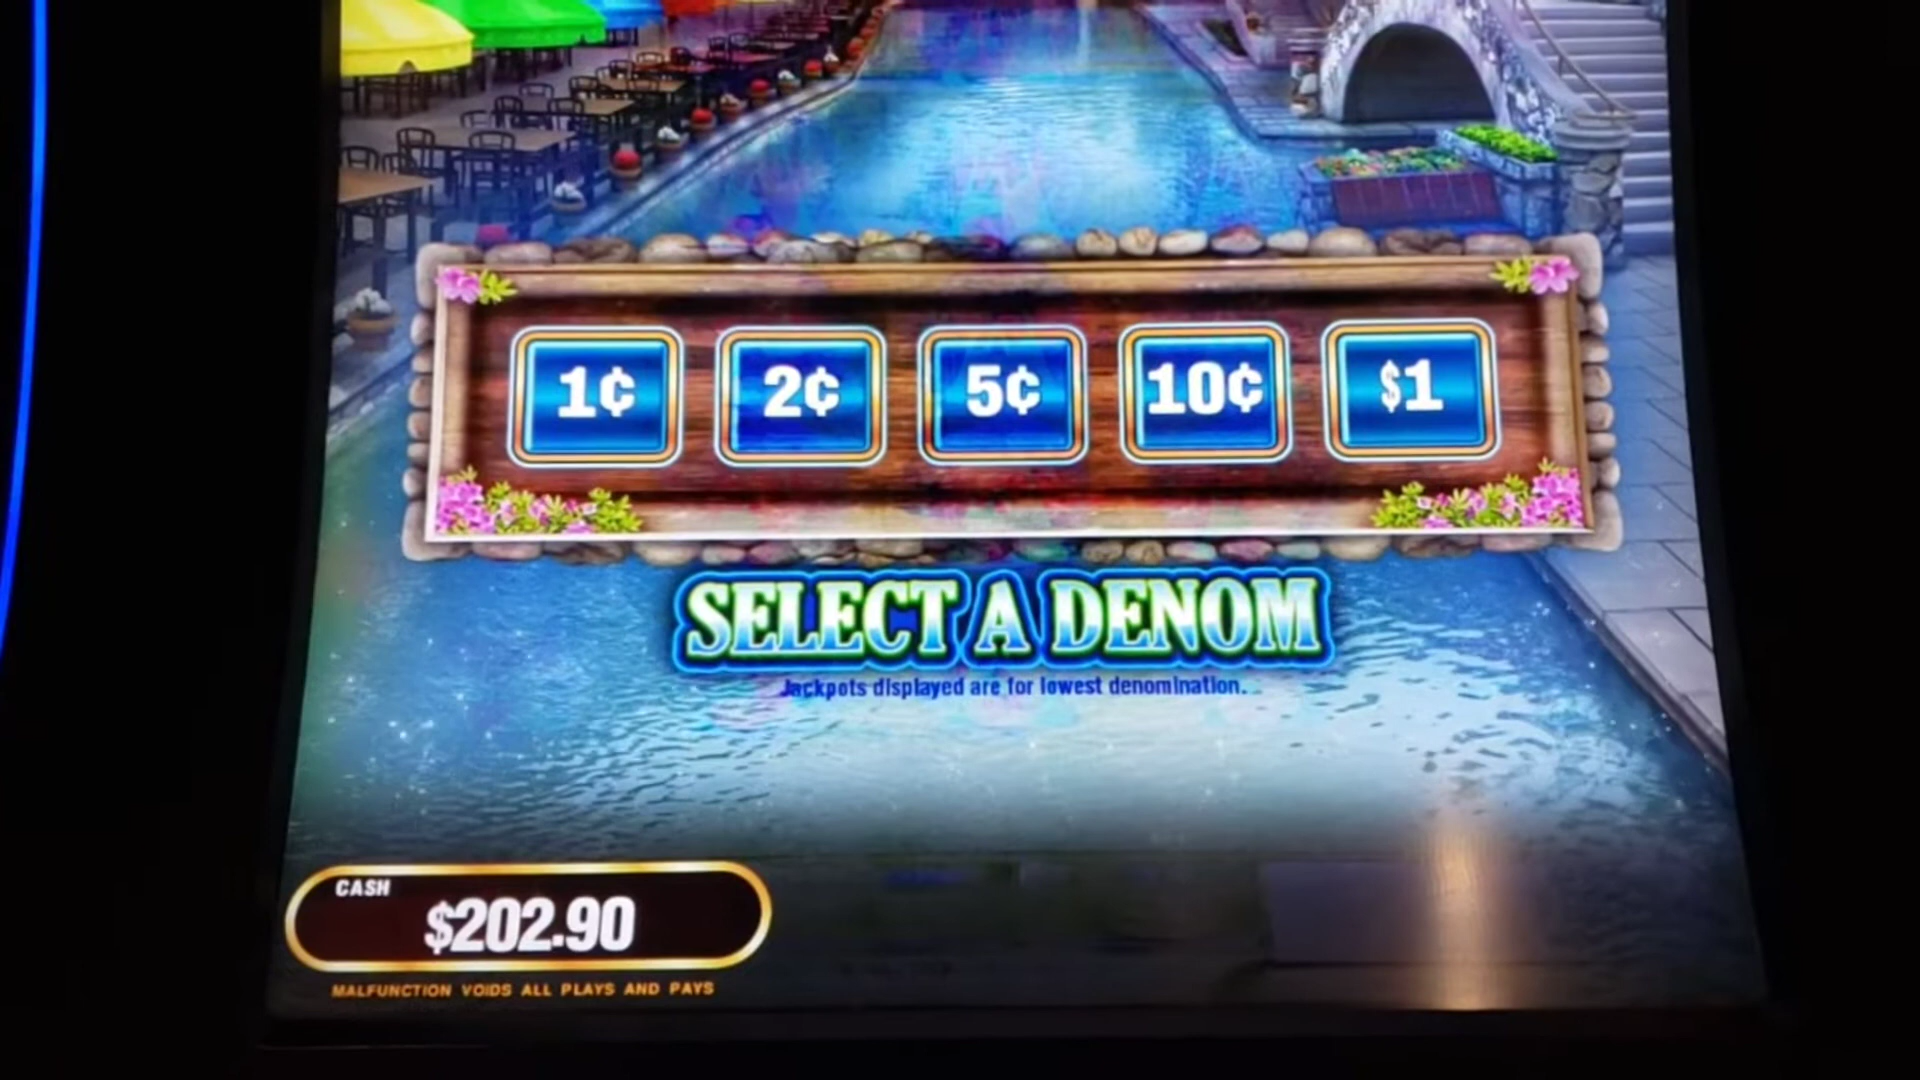 1¢ 2¢ 5¢ 10¢ $1
SELECT A DENOM
Jackpots displayed are for lowest denomination.
CASH
$202.90
MALFUNCTION VOIDS ALL PLAYS AND PAYS